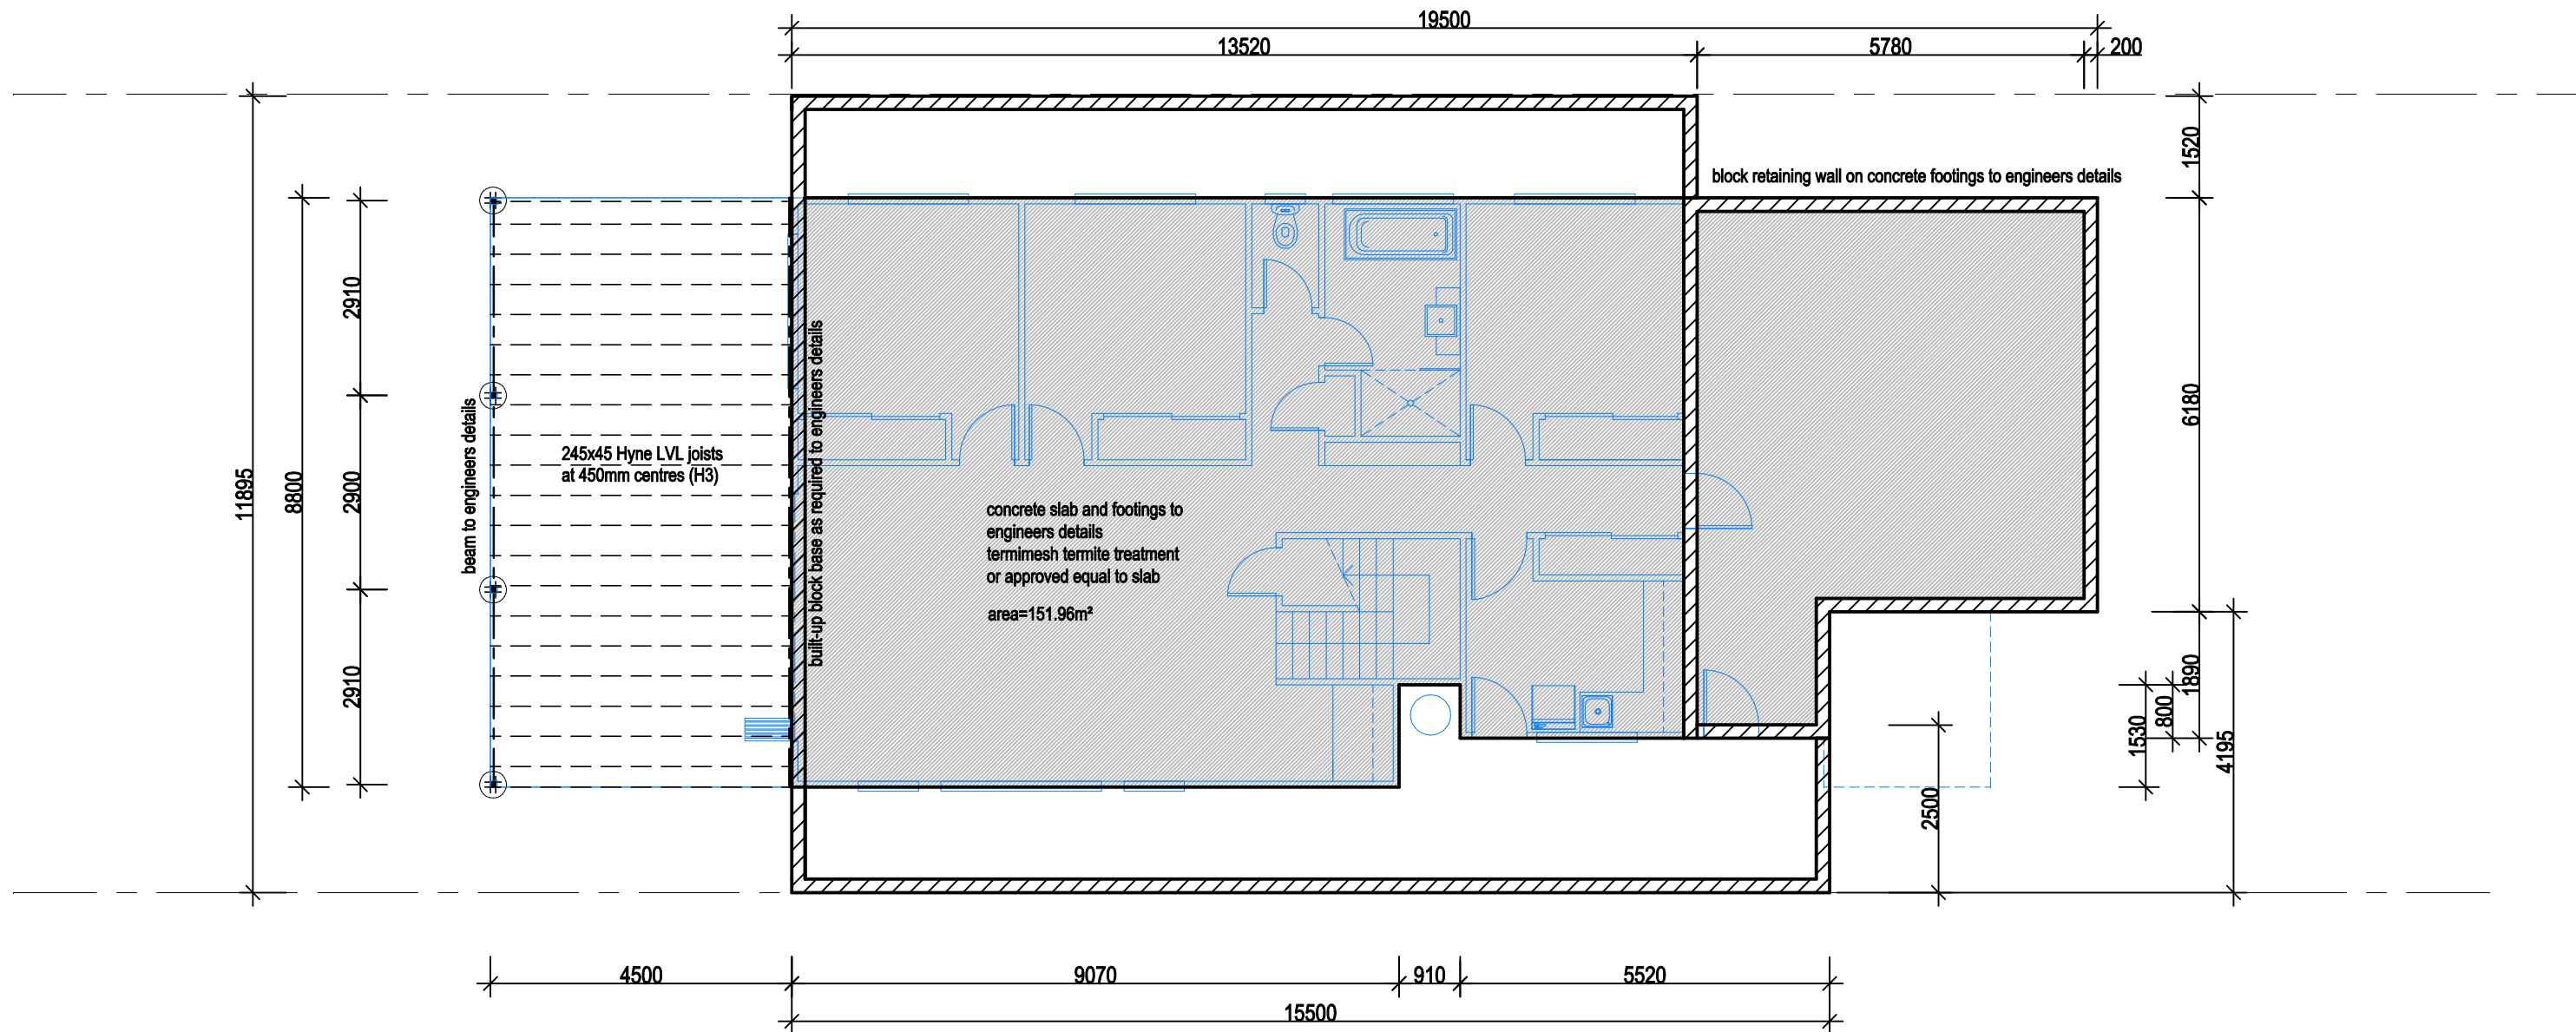 19500
13520
5780
200
1520
block retaining wall on concrete footings to engineers details
2910
6180
built-up block base as required to engineers details
beam to engineers details
245x45 Hyne LVL joists
at 450mm centres (H3)
11895
8800
2900
concrete slab and footings to
engineers details
termimesh termite treatment
or approved equal to slab
area=151.96m²
2910
1890
800
1530
4195
2500
4500
9070
910
5520
15500